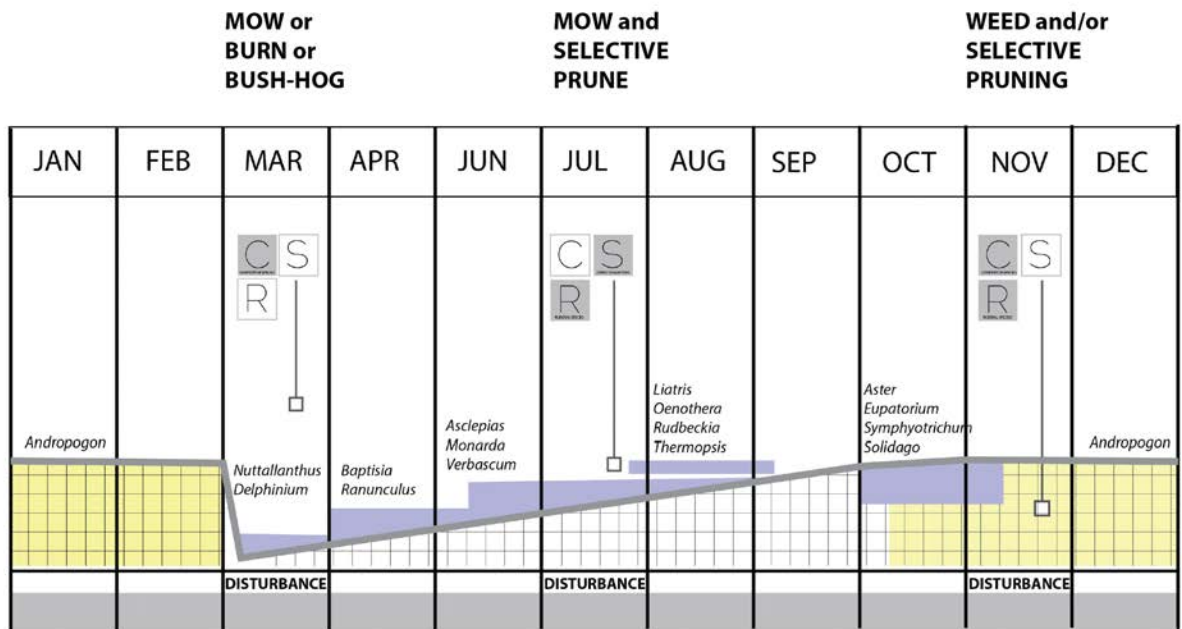 MOW or
BURN or
BUSH-HOG
MOW and
SELECTIVE
PRUNE
WEED and/or
SELECTIVE
PRUNING
JAN FEB MAR APR JUN JUL AUG SEP OCT NOV DEC
C S
R
C S
R
C S
R
Andropogon
Nuttallanthus
Delphinium
Baptisia
Ranunculus
Asclepias
Monarda
Verbascum
Liatris
Oenothera
Rudbeckia
Thermopsis
Aster
Eupatorium
Symphyotrichum
Solidago
Andropogon
DISTURBANCE DISTURBANCE DISTURBANCE